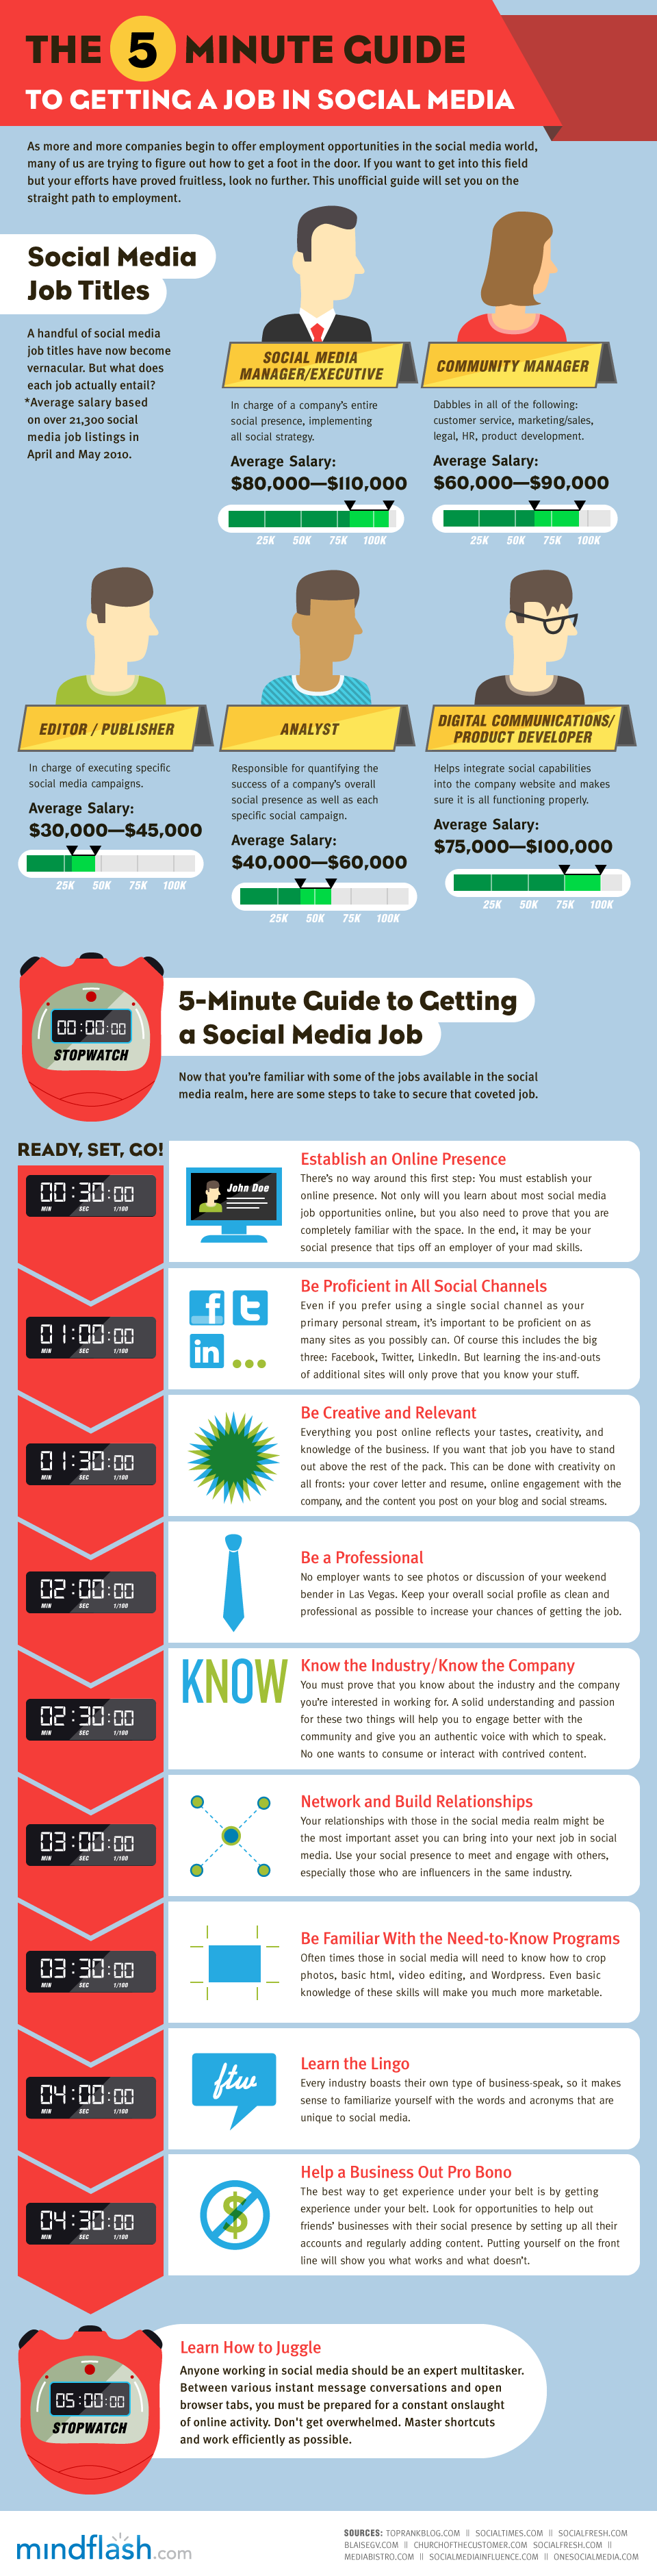 THE 5 MINUTE GUIDE
TO GETTING A JOB IN SOCIAL MEDIA
As more and more companies begin to offer employment opportunities in the social media world,
many of us are trying to figure out how to get a foot in the door. If you want to get into this field
but your efforts have proved fruitless, look no further. This unofficial guide will set you on the
straight path to employment.
Social Media
Job Titles
A handful of social media
job titles have now become
vernacular. But what does
each job actually entail?
*Average salary based
on over 21,300 social
media job listings in
April and May 2010.
SOCIAL MEDIA
MANAGER/EXECUTIVE
In charge of a company's entire
social presence, implementing
all social strategy.
Average Salary:
$80,000—$110,000
25K 50K 75K 100K
COMMUNITY MANAGER
Dabbles in all of the following:
customer service, marketing/sales,
legal, HR, product development.
Average Salary:
$60,000—$90,000
25K 50K 75K 100K
EDITOR / PUBLISHER
In charge of executing specific
social media campaigns.
Average Salary:
$30,000—$45,000
25K 50K 75K 100K
ANALYST
Responsible for quantifying the
success of a company's overall
social presence as well as each
specific social campaign.
Average Salary:
$40,000—$60,000
25K 50K 75K 100K
DIGITAL COMMUNICATIONS/
PRODUCT DEVELOPER
Helps integrate social capabilities
into the company website and makes
sure it is all functioning properly.
Average Salary:
$75,000—$100,000
25K 50K 75K 100K
00:00:00
STOPWATCH
5-Minute Guide to Getting
a Social Media Job
Now that you're familiar with some of the jobs available in the social
media realm, here are some steps to take to secure that coveted job.
READY, SET, GO!
00:30:00
MIN SEC 1/100
John Doe
Establish an Online Presence
There's no way around this first step: You must establish your
online presence. Not only will you learn about most social media
job opportunities online, but you also need to prove that you are
completely familiar with the space. In the end, it may be your
social presence that tips off an employer of your mad skills.
01:00:00
MIN SEC 1/100
f t
in
Be Proficient in All Social Channels
Even if you prefer using a single social channel as your
primary personal stream, it's important to be proficient on as
many sites as you possibly can. Of course this includes the big
three: Facebook, Twitter, LinkedIn. But learning the ins-and-outs
of additional sites will only prove that you know your stuff.
01:30:00
MIN SEC 1/100
Be Creative and Relevant
Everything you post online reflects your tastes, creativity, and
knowledge of the business. If you want that job you have to stand
out above the rest of the pack. This can be done with creativity on
all fronts: your cover letter and resume, online engagement with the
company, and the content you post on your blog and social streams.
02:00:00
MIN SEC 1/100
Be a Professional
No employer wants to see photos or discussion of your weekend
bender in Las Vegas. Keep your overall social profile as clean and
professional as possible to increase your chances of getting the job.
02:30:00
MIN SEC 1/100
KNOW
Know the Industry/Know the Company
You must prove that you know about the industry and the company
you're interested in working for. A solid understanding and passion
for these two things will help you to engage better with the
community and give you an authentic voice with which to speak.
No one wants to consume or interact with contrived content.
03:00:00
MIN SEC 1/100
Network and Build Relationships
Your relationships with those in the social media realm might be
the most important asset you can bring into your next job in social
media. Use your social presence to meet and engage with others,
especially those who are influencers in the same industry.
03:30:00
MIN SEC 1/100
Be Familiar With the Need-to-Know Programs
Often times those in social media will need to know how to crop
photos, basic html, video editing, and Wordpress. Even basic
knowledge of these skills will make you much more marketable.
04:00:00
MIN SEC 1/100
ftw
Learn the Lingo
Every industry boasts their own type of business-speak, so it makes
sense to familiarize yourself with the words and acronyms that are
unique to social media.
04:30:00
MIN SEC 1/100
$
Help a Business Out Pro Bono
The best way to get experience under your belt is by getting
experience under your belt. Look for opportunities to help out
friends' businesses with their social presence by setting up all their
accounts and regularly adding content. Putting yourself on the front
line will show you what works and what doesn't.
05:00:00
STOPWATCH
Learn How to Juggle
Anyone working in social media should be an expert multitasker.
Between various instant message conversations and open
browser tabs, you must be prepared for a constant onslaught
of online activity. Don't get overwhelmed. Master shortcuts
and work efficiently as possible.
mindflash.com
SOURCES: TOPRANKBLOG.COM || SOCIALTIMES.COM || SOCIALFRESH.COM
BLAISEGV.COM || CHURCHOFTHECUSTOMER.COM SOCIALFRESH.COM ||
MEDIABISTRO.COM || SOCIALMEDIAINFLUENCE.COM || ONESOCIALMEDIA.COM